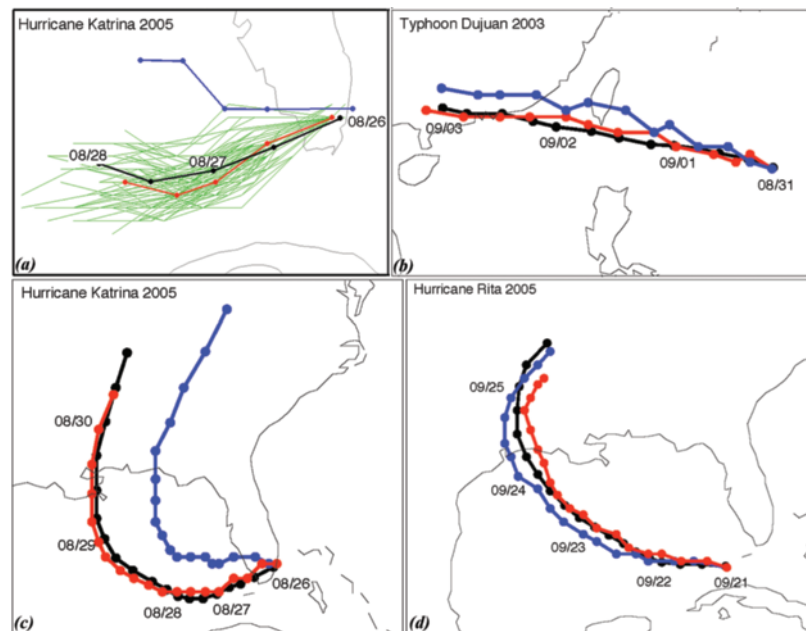 Hurricane Katrina 2005
08/26
08/28
08/27
(a)
Typhoon Dujuan 2003
09/03
09/02
09/01
08/31
(b)
Hurricane Katrina 2005
08/30
08/29
08/28
08/27
08/26
(c)
Hurricane Rita 2005
09/25
09/24
09/23
09/22
09/21
(d)